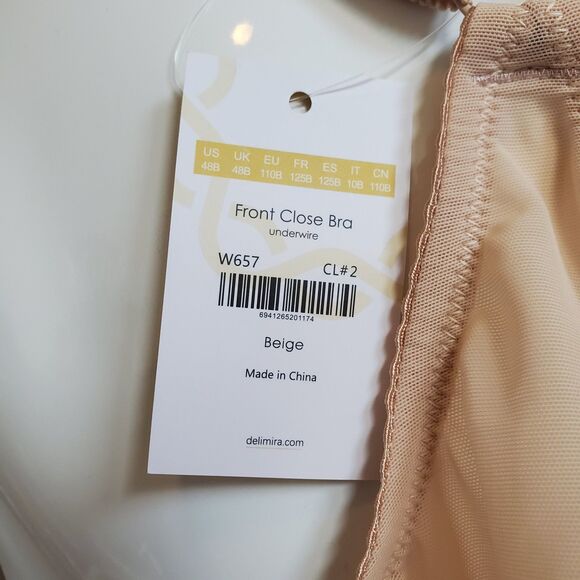 US UK EU FR ES IT CN
48B 48B 110B 125B 125B 10B 110B
Front Close Bra
underwire
W657 CL#2
6941265201174
Beige
Made in China
delimira.com